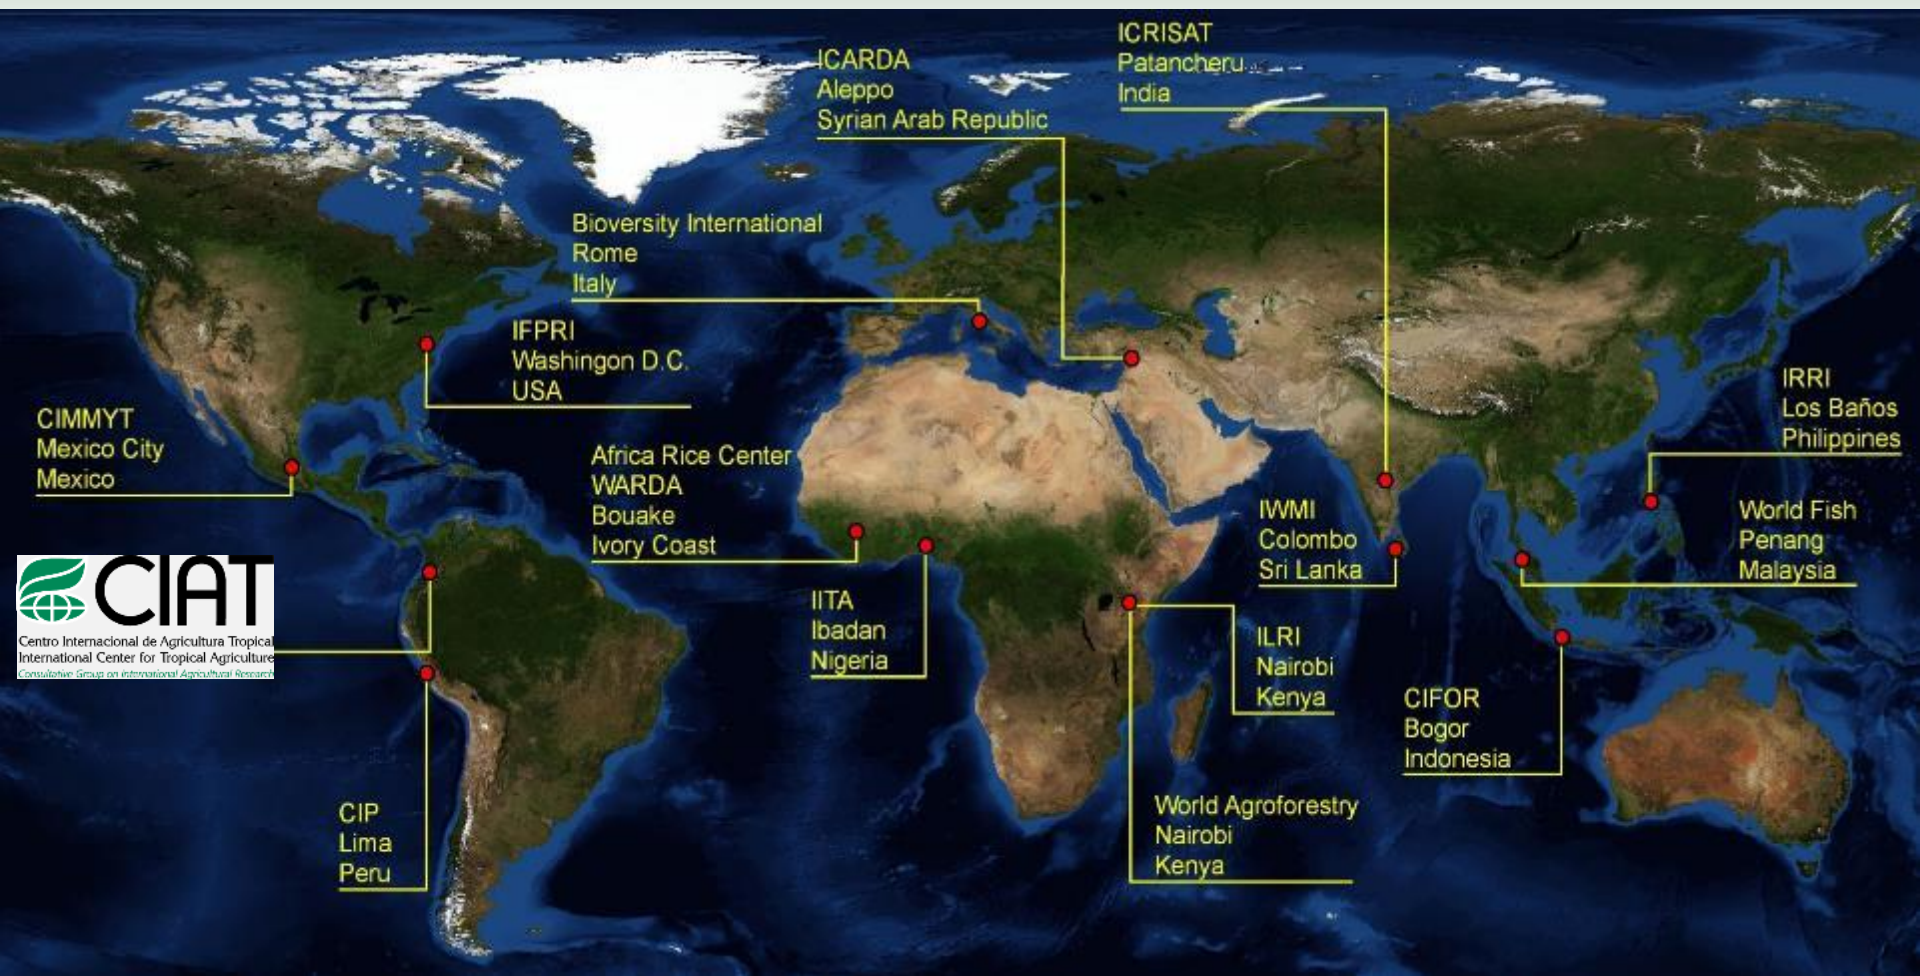 ICRISAT
Patancheru
India
ICARDA
Aleppo
Syrian Arab Republic
Bioversity International
Rome
Italy
IFPRI
Washingon D.C.
USA
CIMMYT
Mexico City
Mexico
IRRI
Los Baños
Philippines
Africa Rice Center
WARDA
Bouake
Ivory Coast
IWMI
Colombo
Sri Lanka
World Fish
Penang
Malaysia
CIAT
Centro Internacional de Agricultura Tropical
International Center for Tropical Agriculture
Consultative Group on International Agricultural Research
IITA
Ibadan
Nigeria
ILRI
Nairobi
Kenya
CIFOR
Bogor
Indonesia
CIP
Lima
Peru
World Agroforestry
Nairobi
Kenya